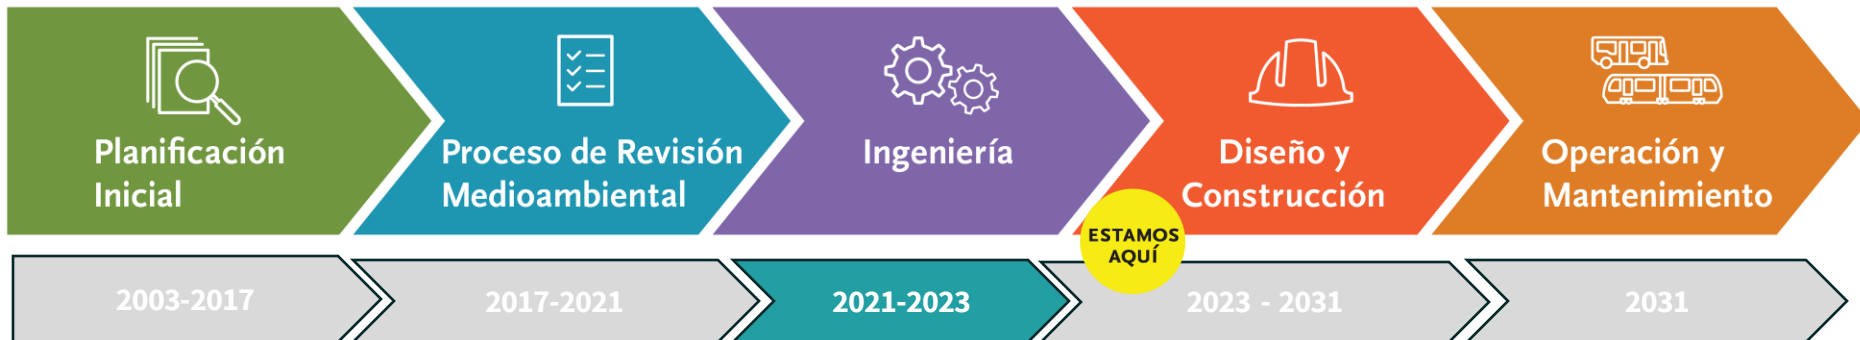 Planificación
Inicial
Proceso de Revisión
Medioambiental
Ingeniería
Diseño y
Construcción
Operación y
Mantenimiento
ESTAMOS
AQUÍ
2003-2017
2017-2021
2021-2023
2023 - 2031
2031